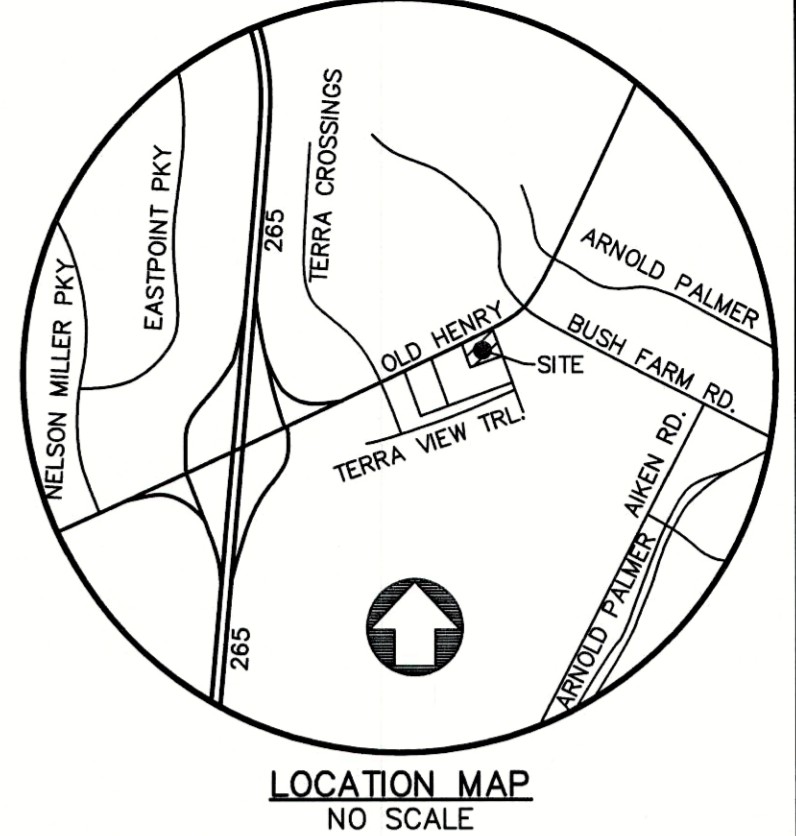 EASTPOINT PKY
265
TERRA CROSSINGS
NELSON MILLER PKY
OLD HENRY
ARNOLD PALMER
BUSH FARM RD.
SITE
TERRA VIEW TRL.
AIKEN RD.
ARNOLD PALMER
265
LOCATION MAP
NO SCALE